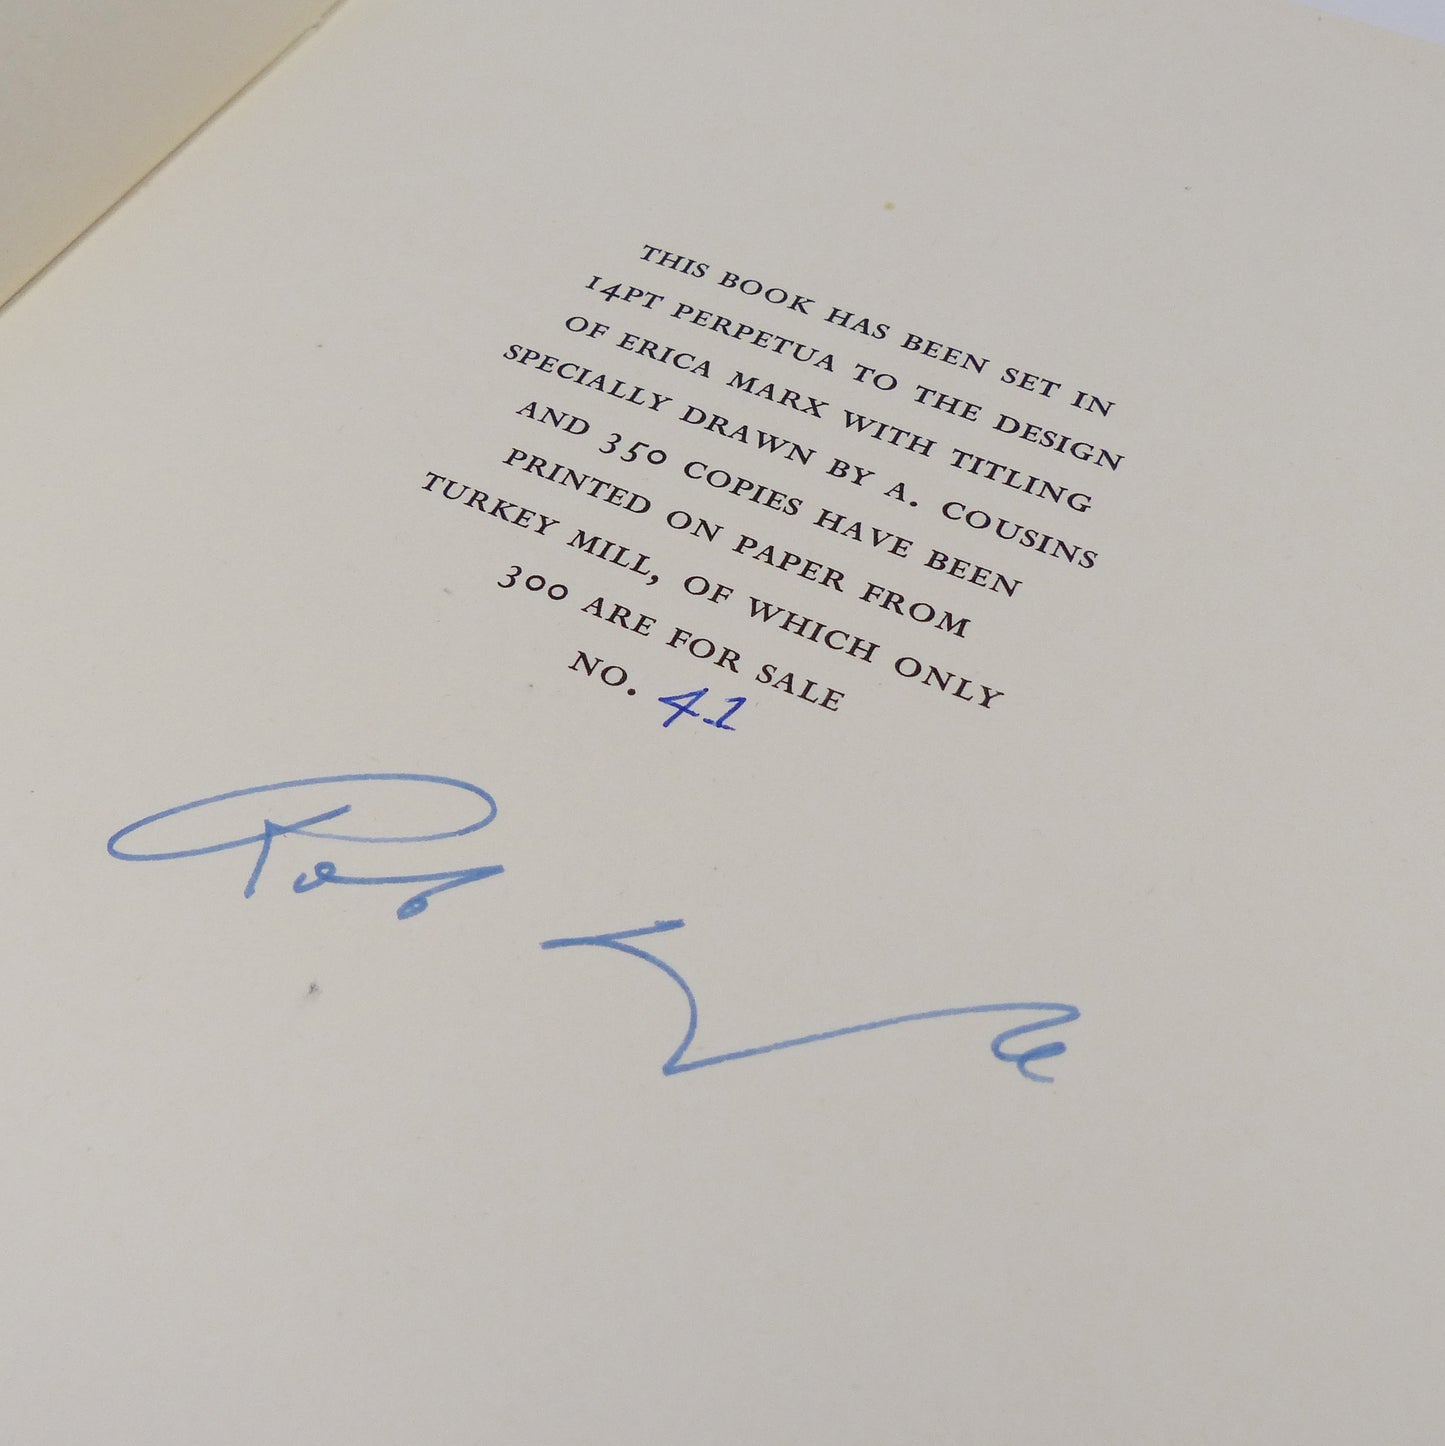 THIS BOOK HAS BEEN SET IN
14PT PERPETUA TO THE DESIGN
OF ERICA MARX WITH TITLING
SPECIALLY DRAWN BY A. COUSINS
AND 350 COPIES HAVE BEEN
PRINTED ON PAPER FROM
TURKEY MILL, OF WHICH ONLY
300 ARE FOR SALE
NO. 41